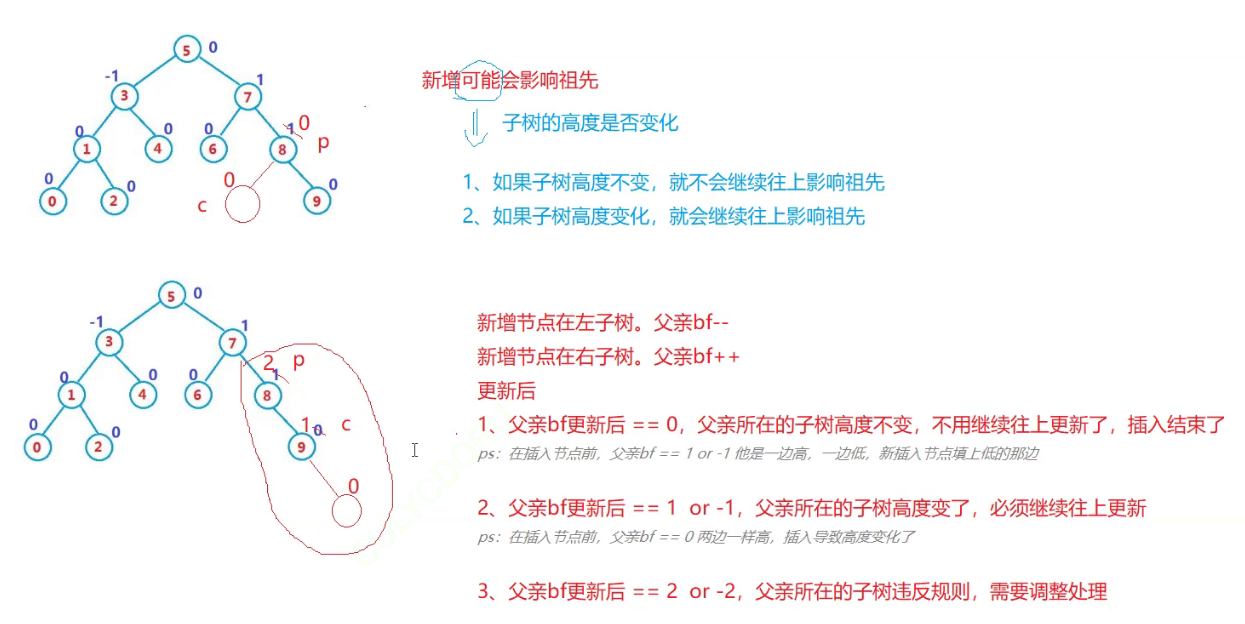 5 0
-1 1
3 7
0 0 0 1 0
1 4 6 8 p
0 0 0 0
0 2 c 9
新增可能会影响祖先
子树的高度是否变化
1、如果子树高度不变，就不会继续往上影响祖先
2、如果子树高度变化，就会继续往上影响祖先
5 0
-1 1
3 7
2 p
0 0 0 1
1 4 6 8
0 0 1 0 c
0 2 9
0
新增节点在左子树。父亲bf--
新增节点在右子树。父亲bf++
更新后
1、父亲bf更新后 == 0，父亲所在的子树高度不变，不用继续往上更新了，插入结束了
ps：在插入节点前，父亲bf == 1 or -1 他是一边高，一边低，新插入节点填上低的那边
2、父亲bf更新后 == 1 or -1，父亲所在的子树高度变了，必须继续往上更新
ps：在插入节点前，父亲bf == 0 两边一样高，插入导致高度变化了
3、父亲bf更新后 == 2 or -2，父亲所在的子树违反规则，需要调整处理